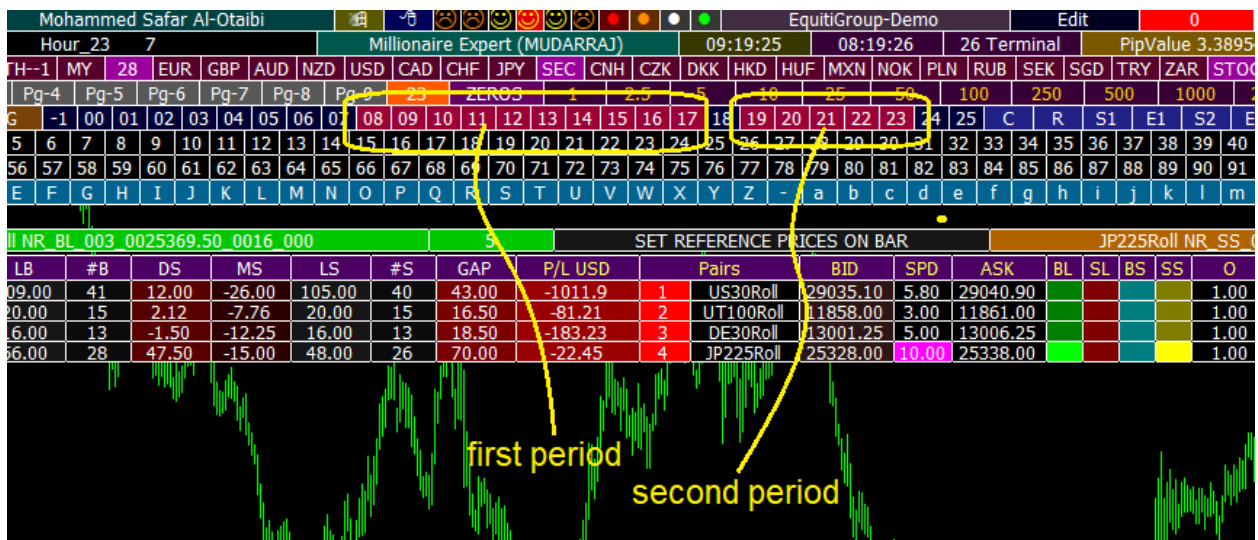 Mohammed Safar Al-Otaibi EquitiGroup-Demo Edit 0
Hour_23 7 Millionaire Expert (MUDARRAJ) 09:19:25 08:19:26 26 Terminal PipValue 3.3895
TH--1 MY 28 EUR GBP AUD NZD USD CAD CHF JPY SEC CNH CZK DKK HKD HUF MXN NOK PLN RUB SEK SGD TRY ZAR STOC
Pg-4 Pg-5 Pg-6 Pg-7 Pg-8 Pg-9 23 ZEROS 1 2.5 5 10 25 50 100 250 500 1000 2
G -1 00 01 02 03 04 05 06 07 08 09 10 11 12 13 14 15 16 17 18 19 20 21 22 23 24 25 C R S1 E1 S2 E
5 6 7 8 9 10 11 12 13 14 15 16 17 18 19 20 21 22 23 24 25 26 27 28 29 30 31 32 33 34 35 36 37 38 39 40
56 57 58 59 60 61 62 63 64 65 66 67 68 69 70 71 72 73 74 75 76 77 78 79 80 81 82 83 84 85 86 87 88 89 90 91
E F G H I J K L M N O P Q R S T U V W X Y Z - a b c d e f g h i j k l m
ll NR_BL_003_0025369.50_0016_000 5 SET REFERENCE PRICES ON BAR JP225Roll NR_SS_0
LB #B DS MS LS #S GAP P/L USD Pairs BID SPD ASK BL SL BS SS O
09.00 41 12.00 -26.00 105.00 40 43.00 -1011.9 1 US30Roll 29035.10 5.80 29040.90 1.00
20.00 15 2.12 -7.76 20.00 15 16.50 -81.21 2 UT100Roll 11858.00 3.00 11861.00 1.00
16.00 13 -1.50 -12.25 16.00 13 18.50 -183.23 3 DE30Roll 13001.25 5.00 13006.25 1.00
56.00 28 47.50 -15.00 48.00 26 70.00 -22.45 4 JP225Roll 25328.00 10.00 25338.00 1.00
first period
second period